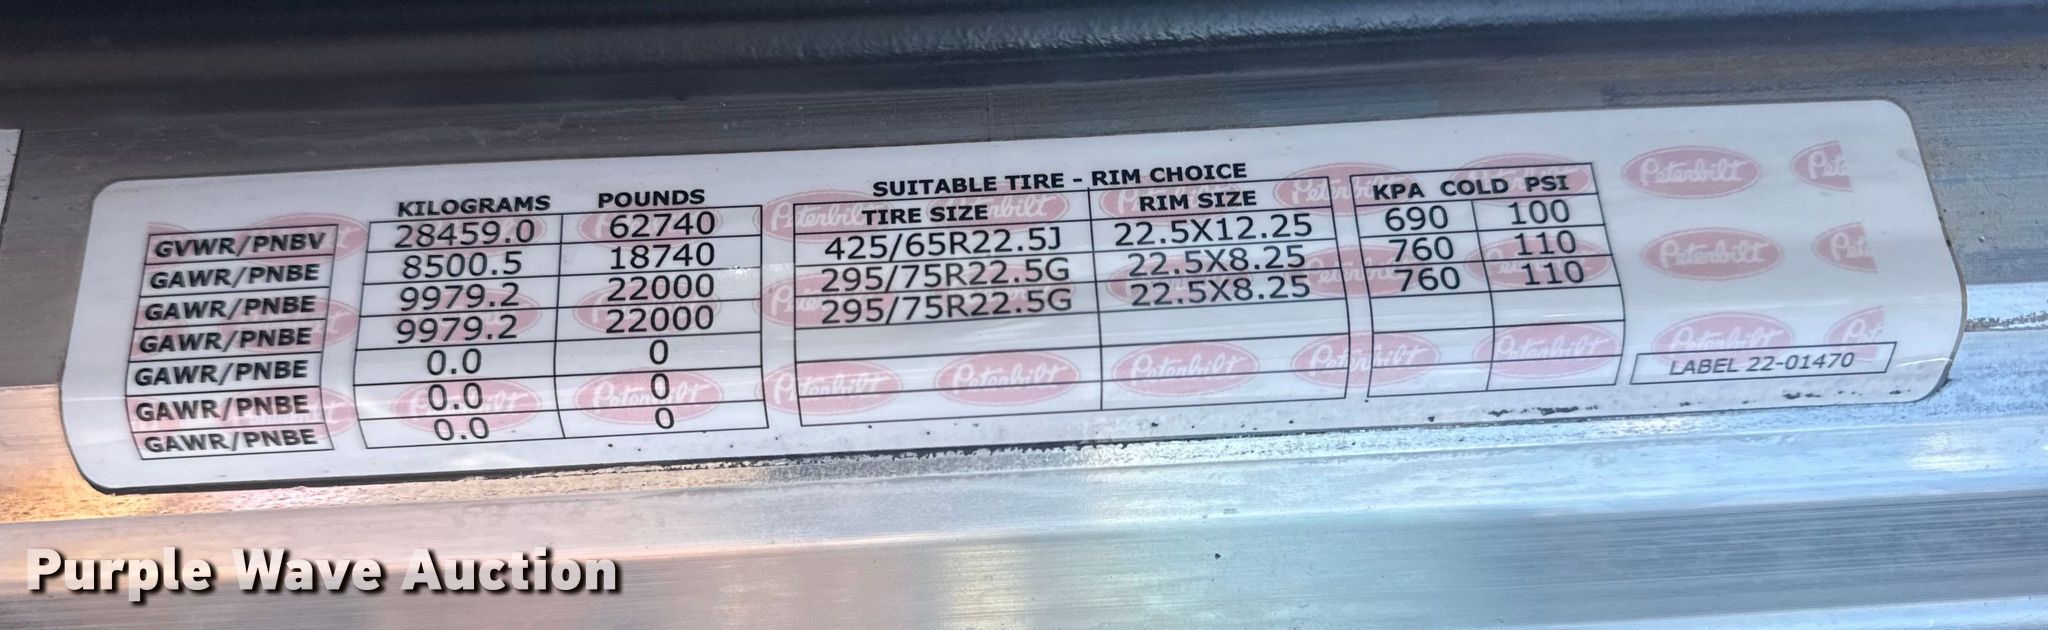 KILOGRAMS POUNDS SUITABLE TIRE - RIM CHOICE
TIRE SIZE RIM SIZE KPA COLD PSI
GVWR/PNBV 28459.0 62740
GAWR/PNBE 8500.5 18740 425/65R22.5J 22.5X12.25 690 100
GAWR/PNBE 9979.2 22000 295/75R22.5G 22.5X8.25 760 110
GAWR/PNBE 9979.2 22000 295/75R22.5G 22.5X8.25 760 110
GAWR/PNBE 0.0 0
GAWR/PNBE 0.0 0
GAWR/PNBE 0.0 0
LABEL 22-01470
Peterbilt
Purple Wave Auction